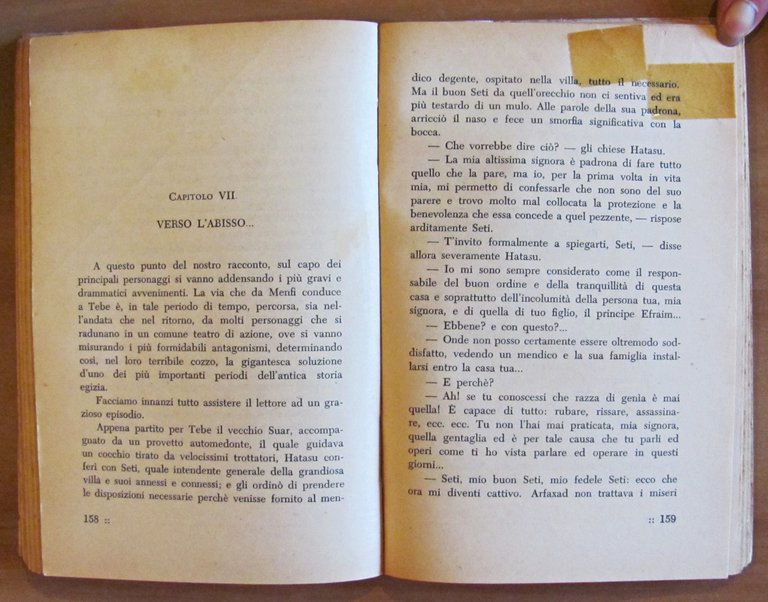 CAPITOLO VII
VERSO L'ABISSO...
A questo punto del nostro racconto, sul capo dei
principali personaggi si vanno addensando i più gravi e
drammatici avvenimenti. La via che da Menfi conduce
a Tebe è, in tale periodo di tempo, percorsa, sia nel-
l'andata che nel ritorno, da molti personaggi che si
radunano in un comune teatro di azione, ove si vanno
misurando i più formidabili antagonismi, determinando
così, nel loro terribile cozzo, la gigantesca soluzione
d'uno dei più importanti periodi dell'antica storia
egizia.
Facciamo innanzi tutto assistere il lettore ad un gra-
zioso episodio.
Appena partito per Tebe il vecchio Suar, accompa-
gnato da un provetto automedonte, il quale guidava
un cocchio tirato da velocissimi trottatori, Hatasu con-
ferì con Seti, quale intendente generale della grandiosa
villa e suoi annessi e connessi; e gli ordinò di prendere
le disposizioni necessarie perchè venisse fornito al men-
158 ::
dico degente, ospitato nella villa, tutto il necessario.
Ma il buon Seti da quell'orecchio non ci sentiva ed era
più testardo di un mulo. Alle parole della sua padrona,
arricciò il naso e fece un smorfia significativa con la
bocca.
— Che vorrebbe dire ciò? — gli chiese Hatasu.
— La mia altissima signora è padrona di fare tutto
quello che la pare, ma io, per la prima volta in vita
mia, mi permetto di confessarle che non sono del suo
parere e trovo molto mal collocata la protezione e la
benevolenza che essa concede a quel pezzente, — rispose
arditamente Seti.
— T'invito formalmente a spiegarti, Seti, — disse
allora severamente Hatasu.
— Io mi sono sempre considerato come il respon-
sabile del buon ordine e della tranquillità di questa
casa e soprattutto dell'incolumità della persona tua, mia
signora, e di quella di tuo figlio, il principe Efraim...
— Ebbene? e con questo?...
— Onde non posso certamente essere oltremodo sod-
disfatto, vedendo un mendico e la sua famiglia instal-
larsi entro la casa tua...
— E perchè?
— Ah! se tu conoscessi che razza di genìa è mai
quella! È capace di tutto: rubare, rissare, assassina-
re, ecc. ecc. Tu non l'hai mai praticata, mia signora,
quella gentaglia ed è per tale causa che tu parli ed
operi come ti ho vista parlare ed operare in questi
giorni...
— Seti, mio buon Seti, mio fedele Seti: ecco che
ora mi diventi cattivo. Arfaxad non trattava i miseri
:: 159